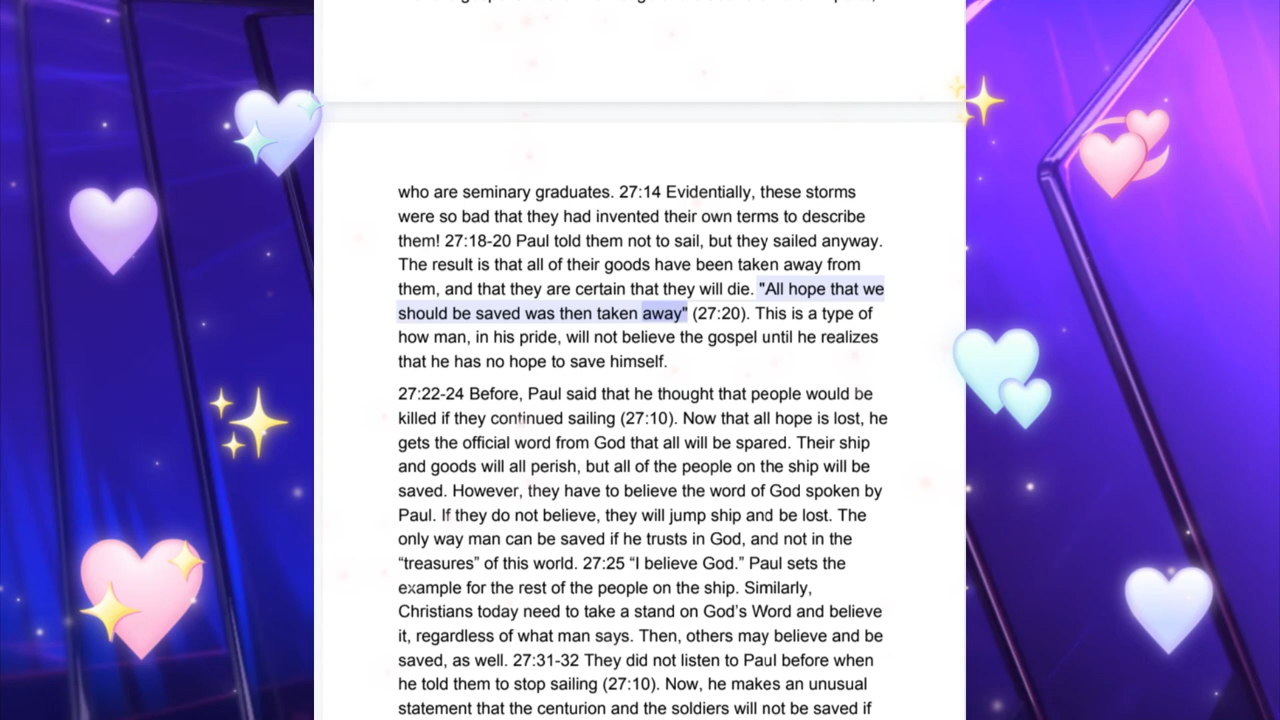 who are seminary graduates. 27:14 Evidentially, these storms
were so bad that they had invented their own terms to describe
them! 27:18-20 Paul told them not to sail, but they sailed anyway.
The result is that all of their goods have been taken away from
them, and that they are certain that they will die. "All hope that we
should be saved was then taken away" (27:20). This is a type of
how man, in his pride, will not believe the gospel until he realizes
that he has no hope to save himself.
27:22-24 Before, Paul said that he thought that people would be
killed if they continued sailing (27:10). Now that all hope is lost, he
gets the official word from God that all will be spared. Their ship
and goods will all perish, but all of the people on the ship will be
saved. However, they have to believe the word of God spoken by
Paul. If they do not believe, they will jump ship and be lost. The
only way man can be saved if he trusts in God, and not in the
“treasures” of this world. 27:25 “I believe God.” Paul sets the
example for the rest of the people on the ship. Similarly,
Christians today need to take a stand on God’s Word and believe
it, regardless of what man says. Then, others may believe and be
saved, as well. 27:31-32 They did not listen to Paul before when
he told them to stop sailing (27:10). Now, he makes an unusual
statement that the centurion and the soldiers will not be saved if